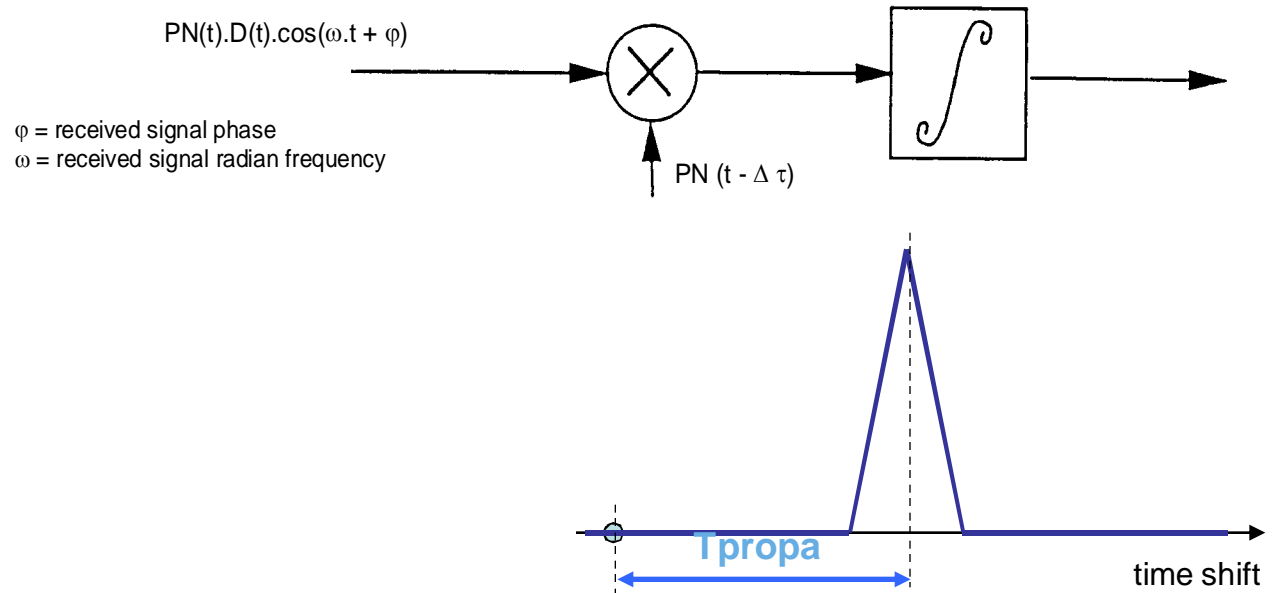 PN(t).D(t).cos(ω.t + φ)
φ = received signal phase
ω = received signal radian frequency
PN (t - Δ τ)
Tpropa
time shift